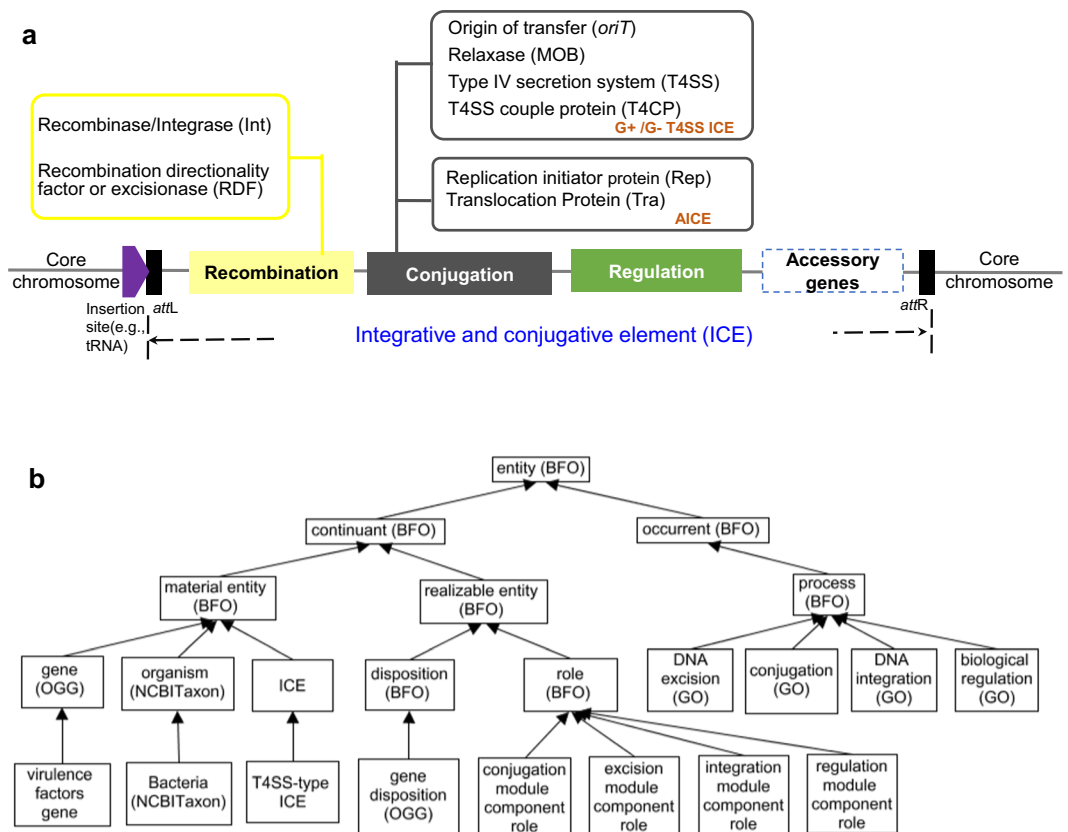 a
Origin of transfer (oriT)
Relaxase (MOB)
Type IV secretion system (T4SS)
T4SS couple protein (T4CP)
G+ /G- T4SS ICE
Recombinase/Integrase (Int)
Recombination directionality
factor or excisionase (RDF)
Replication initiator protein (Rep)
Translocation Protein (Tra)
AICE
Core
chromosome
Recombination
Conjugation
Regulation
Accessory
genes
Core
chromosome
Insertion
site(e.g.,
tRNA)
attL
attR
Integrative and conjugative element (ICE)
b
entity (BFO)
continuant (BFO)
occurrent (BFO)
material entity
(BFO)
realizable entity
(BFO)
process
(BFO)
gene
(OGG)
organism
(NCBITaxon)
ICE
disposition
(BFO)
role
(BFO)
DNA
excision
(GO)
conjugation
(GO)
DNA
integration
(GO)
biological
regulation
(GO)
virulence
factors
gene
Bacteria
(NCBITaxon)
T4SS-type
ICE
gene
disposition
(OGG)
conjugation
module
component
role
excision
module
component
role
integration
module
component
role
regulation
module
component
role